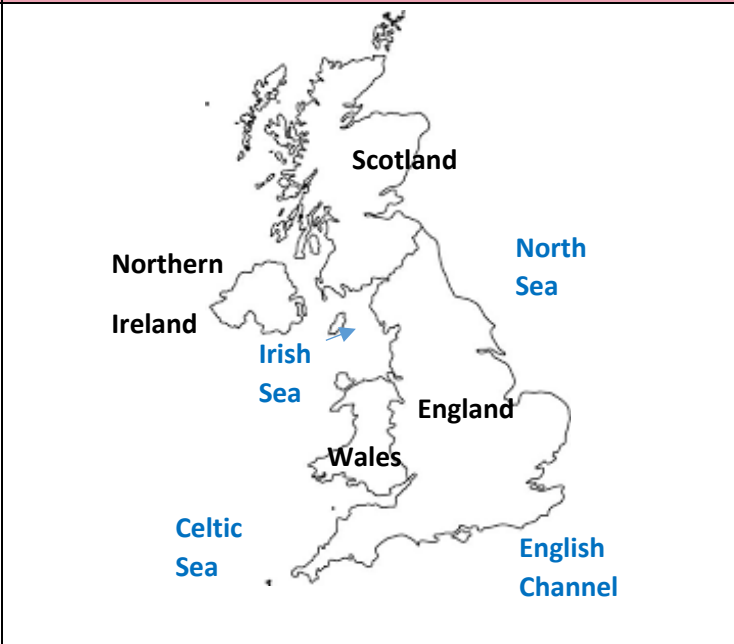 Scotland
Northern
Ireland
North
Sea
Irish
Sea
England
Wales
Celtic
Sea
English
Channel